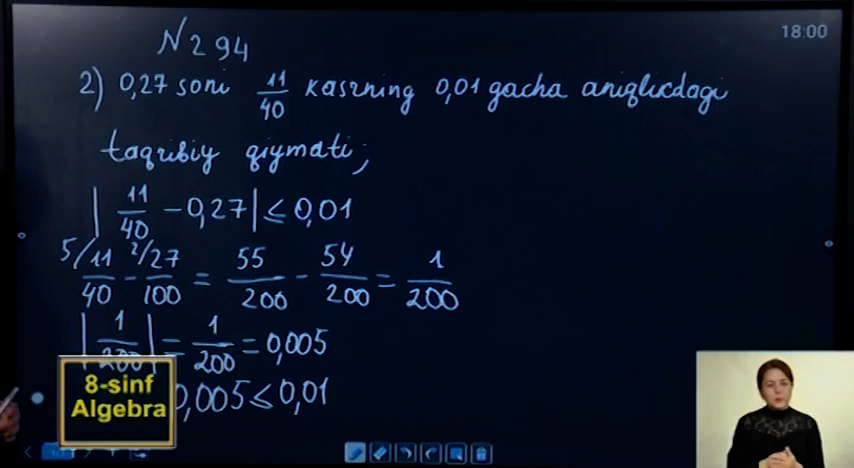 18:00
N294
2) 0,27 soni 11/40 kasrning 0,01 gacha aniqlikdagi
taqribiy qiymati;
|11/40 - 0,27| ≤ 0,01
5/11/40 - 2/27/100 = 55/200 - 54/200 = 1/200
|1/200| = 1/200 = 0,005
0,005 ≤ 0,01
8-sinf
Algebra